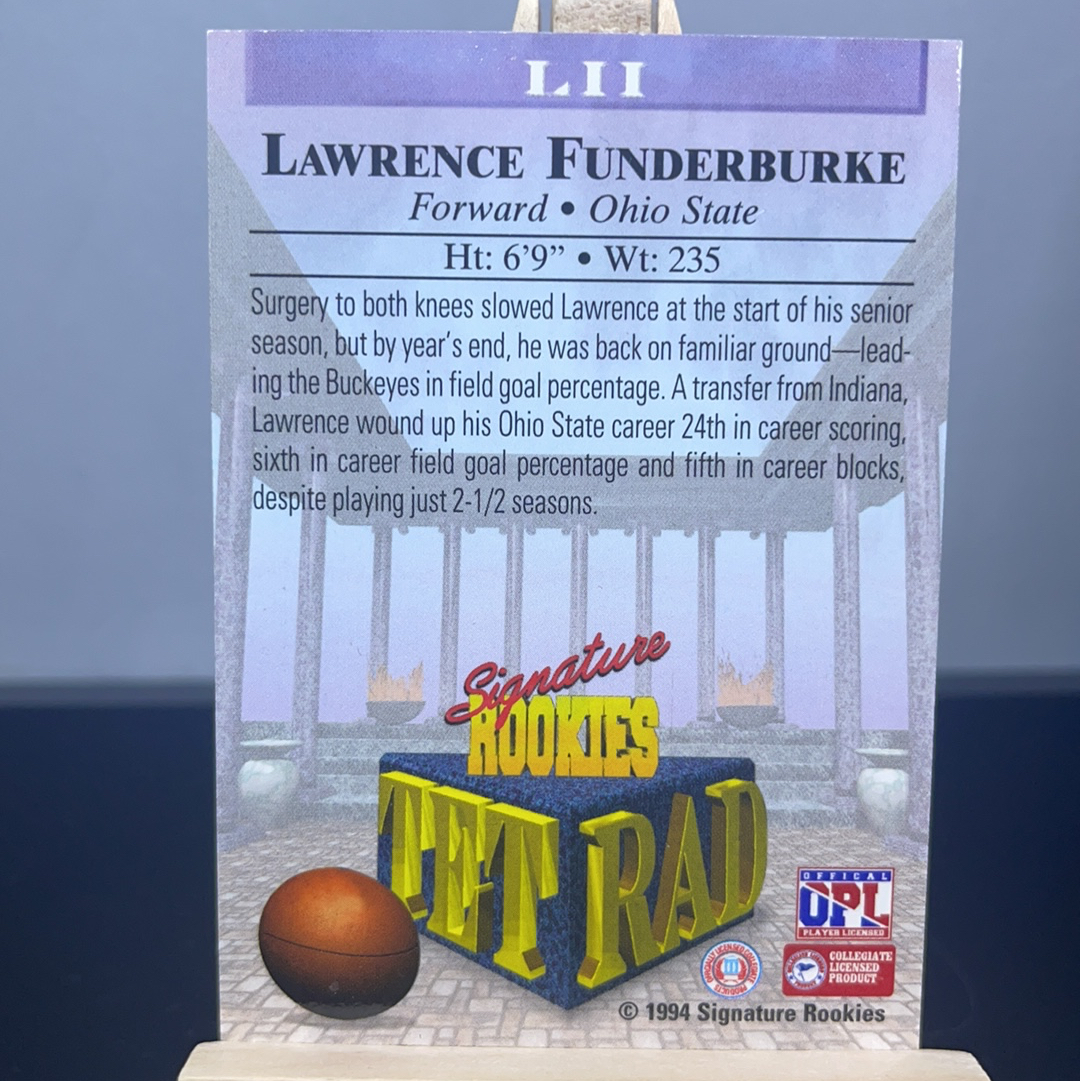 LII
LAWRENCE FUNDERBURKE
Forward • Ohio State
Ht: 6’9” • Wt: 235
Surgery to both knees slowed Lawrence at the start of his senior
season, but by year’s end, he was back on familiar ground—lead-
ing the Buckeyes in field goal percentage. A transfer from Indiana,
Lawrence wound up his Ohio State career 24th in career scoring,
sixth in career field goal percentage and fifth in career blocks,
despite playing just 2-1/2 seasons.
Signature
ROOKIES
TETRAD
OFFICAL
OPL
PLAYER LICENSED
COLLEGIATE
LICENSED
PRODUCT
© 1994 Signature Rookies